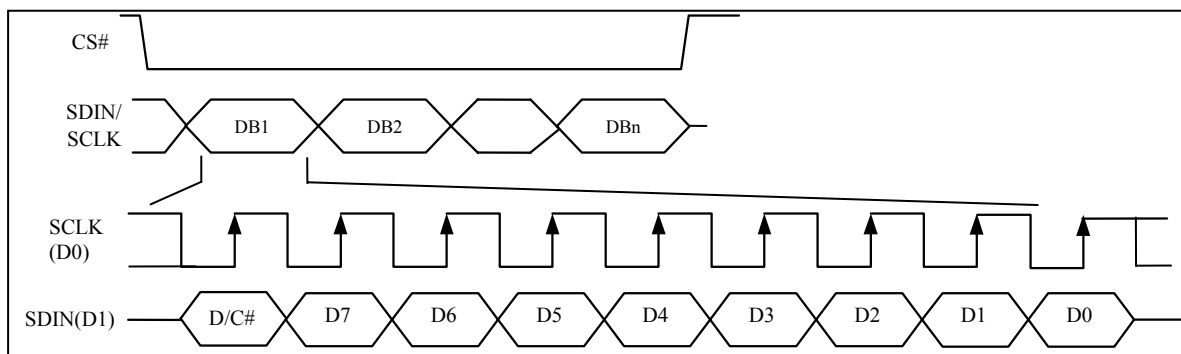 CS#
SDIN/
SCLK
DB1 DB2 DBn
SCLK
(D0)
SDIN(D1) D/C# D7 D6 D5 D4 D3 D2 D1 D0